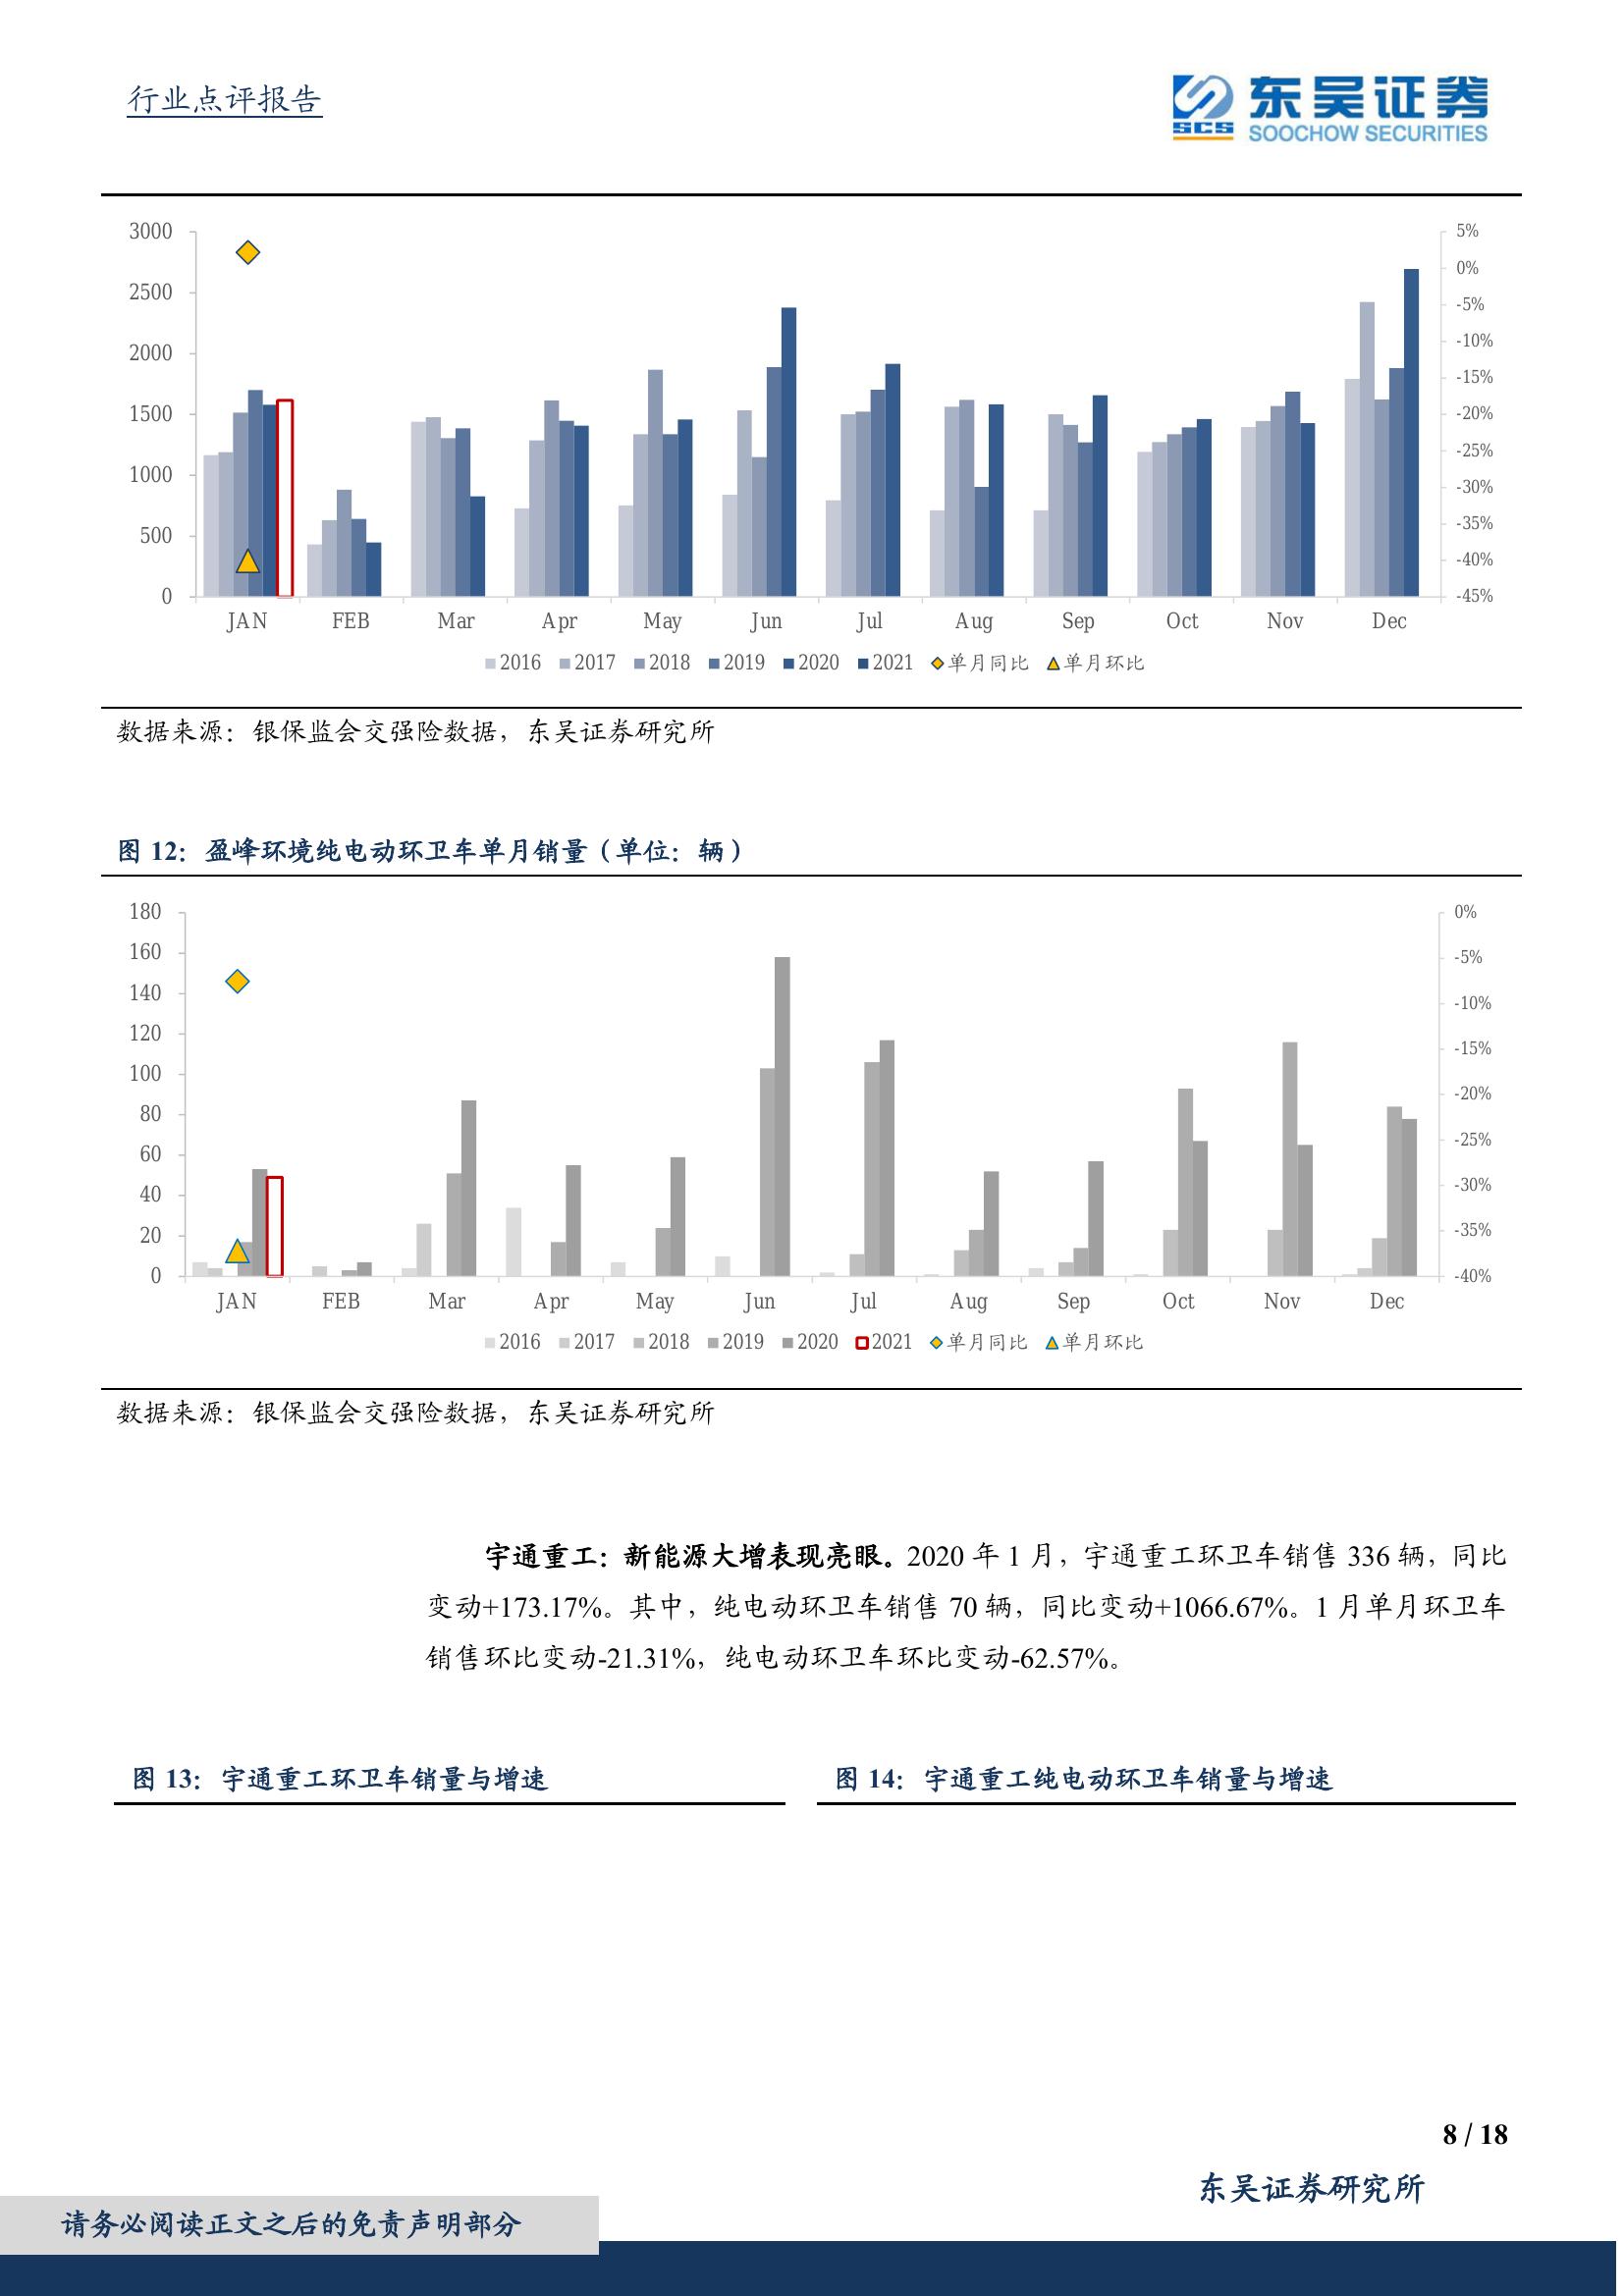 行业点评报告
SCS
东吴证券
SOOCHOW SECURITIES
3000
2500
2000
1500
1000
500
0
5%
0%
-5%
-10%
-15%
-20%
-25%
-30%
-35%
-40%
-45%
JAN FEB Mar Apr May Jun Jul Aug Sep Oct Nov Dec
2016 2017 2018 2019 2020 2021 单月同比 单月环比
数据来源：银保监会交强险数据，东吴证券研究所
图 12：盈峰环境纯电动环卫车单月销量（单位：辆）
180
160
140
120
100
80
60
40
20
0
0%
-5%
-10%
-15%
-20%
-25%
-30%
-35%
-40%
JAN FEB Mar Apr May Jun Jul Aug Sep Oct Nov Dec
2016 2017 2018 2019 2020 2021 单月同比 单月环比
数据来源：银保监会交强险数据，东吴证券研究所
宇通重工：新能源大增表现亮眼。2020 年 1 月，宇通重工环卫车销售 336 辆，同比
变动+173.17%。其中，纯电动环卫车销售 70 辆，同比变动+1066.67%。1 月单月环卫车
销售环比变动-21.31%，纯电动环卫车环比变动-62.57%。
图 13：宇通重工环卫车销量与增速
图 14：宇通重工纯电动环卫车销量与增速
8 / 18
东吴证券研究所
请务必阅读正文之后的免责声明部分